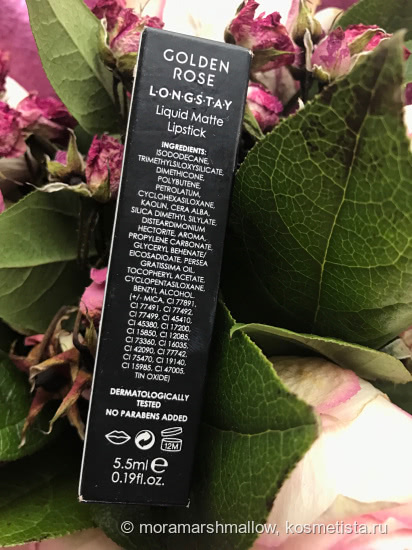 GOLDEN
ROSE
L·O·N·G·S·T·A·Y
Liquid Matte
Lipstick
INGREDIENTS:
ISODODECANE,
TRIMETHYLSILOXYSILICATE,
DIMETHICONE,
POLYBUTENE,
PETROLATUM,
CYCLOHEXASILOXANE,
KAOLIN, CERA ALBA,
SILICA DIMETHYL SILYLATE,
DISTEARDIMONIUM
HECTORITE, AROMA,
PROPYLENE CARBONATE,
GLYCERYL BEHENATE/
EICOSADIOATE, PERSEA
GRATISSIMA OIL,
TOCOPHERYL ACETATE,
CYCLOPENTASILOXANE,
BENZYL ALCOHOL.
(+/- MICA, CI 77891,
CI 77491, CI 77492,
CI 77499, CI 45410,
CI 45380, CI 17200,
CI 15850, CI 12085,
CI 73360, CI 16035,
CI 42090, CI 77742,
CI 75470, CI 19140,
CI 15985, CI 47005,
TIN OXIDE)
DERMATOLOGICALLY
TESTED
NO PARABENS ADDED
12M
5.5ml e
0.19fl.oz.
© moramarshmallow, kosmetista.ru